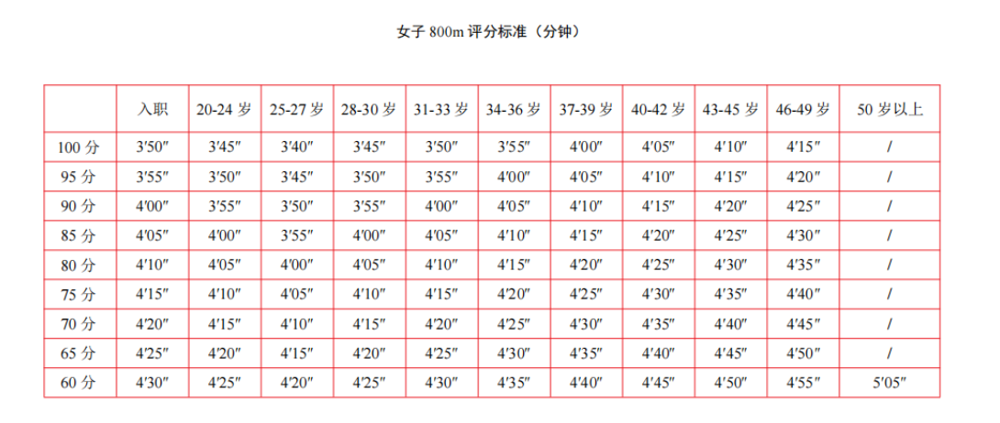 女子 800m 评分标准（分钟）
入职 20-24 岁 25-27 岁 28-30 岁 31-33 岁 34-36 岁 37-39 岁 40-42 岁 43-45 岁 46-49 岁 50 岁以上
100 分 3′50″ 3′45″ 3′40″ 3′45″ 3′50″ 3′55″ 4′00″ 4′05″ 4′10″ 4′15″ /
95 分 3′55″ 3′50″ 3′45″ 3′50″ 3′55″ 4′00″ 4′05″ 4′10″ 4′15″ 4′20″ /
90 分 4′00″ 3′55″ 3′50″ 3′55″ 4′00″ 4′05″ 4′10″ 4′15″ 4′20″ 4′25″ /
85 分 4′05″ 4′00″ 3′55″ 4′00″ 4′05″ 4′10″ 4′15″ 4′20″ 4′25″ 4′30″ /
80 分 4′10″ 4′05″ 4′00″ 4′05″ 4′10″ 4′15″ 4′20″ 4′25″ 4′30″ 4′35″ /
75 分 4′15″ 4′10″ 4′05″ 4′10″ 4′15″ 4′20″ 4′25″ 4′30″ 4′35″ 4′40″ /
70 分 4′20″ 4′15″ 4′10″ 4′15″ 4′20″ 4′25″ 4′30″ 4′35″ 4′40″ 4′45″ /
65 分 4′25″ 4′20″ 4′15″ 4′20″ 4′25″ 4′30″ 4′35″ 4′40″ 4′45″ 4′50″ /
60 分 4′30″ 4′25″ 4′20″ 4′25″ 4′30″ 4′35″ 4′40″ 4′45″ 4′50″ 4′55″ 5′05″